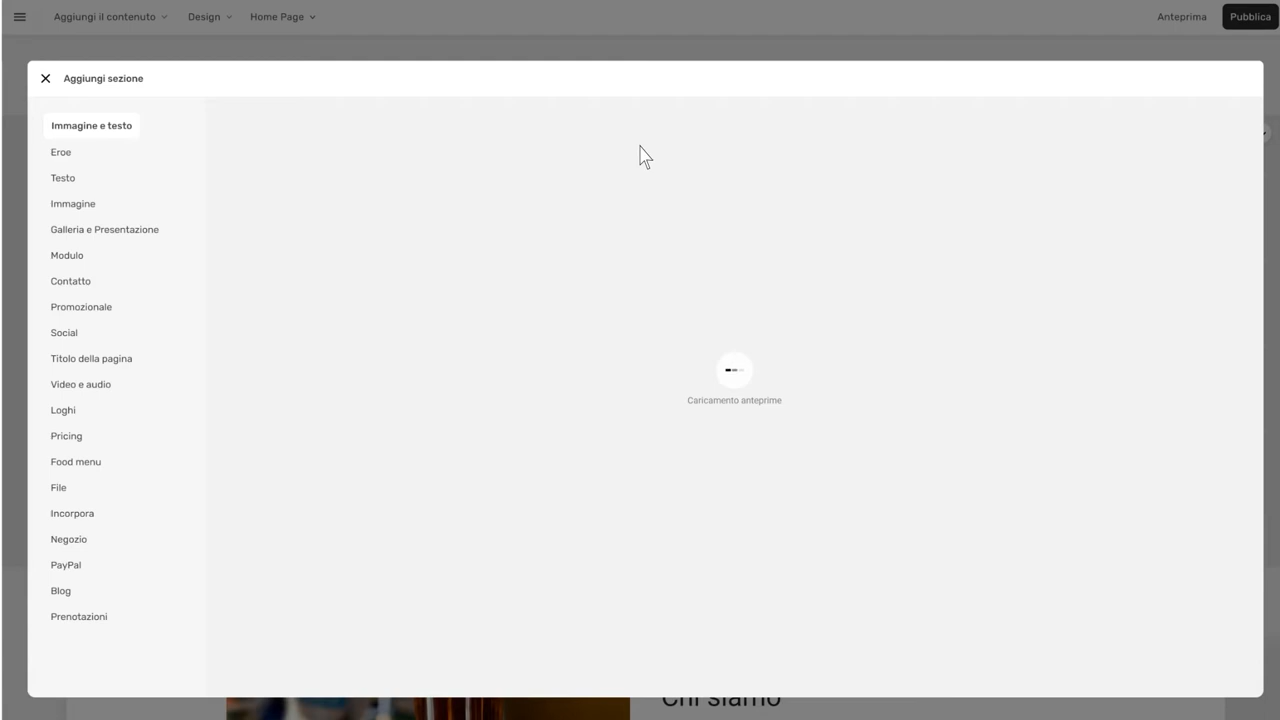 Aggiungi il contenuto
Design
Home Page
Anteprima
Pubblica
Aggiungi sezione
Immagine e testo
Eroe
Testo
Immagine
Galleria e Presentazione
Modulo
Contatto
Promozionale
Social
Titolo della pagina
Video e audio
Loghi
Pricing
Food menu
File
Incorpora
Negozio
PayPal
Blog
Prenotazioni
Caricamento anteprime
Chi siamo